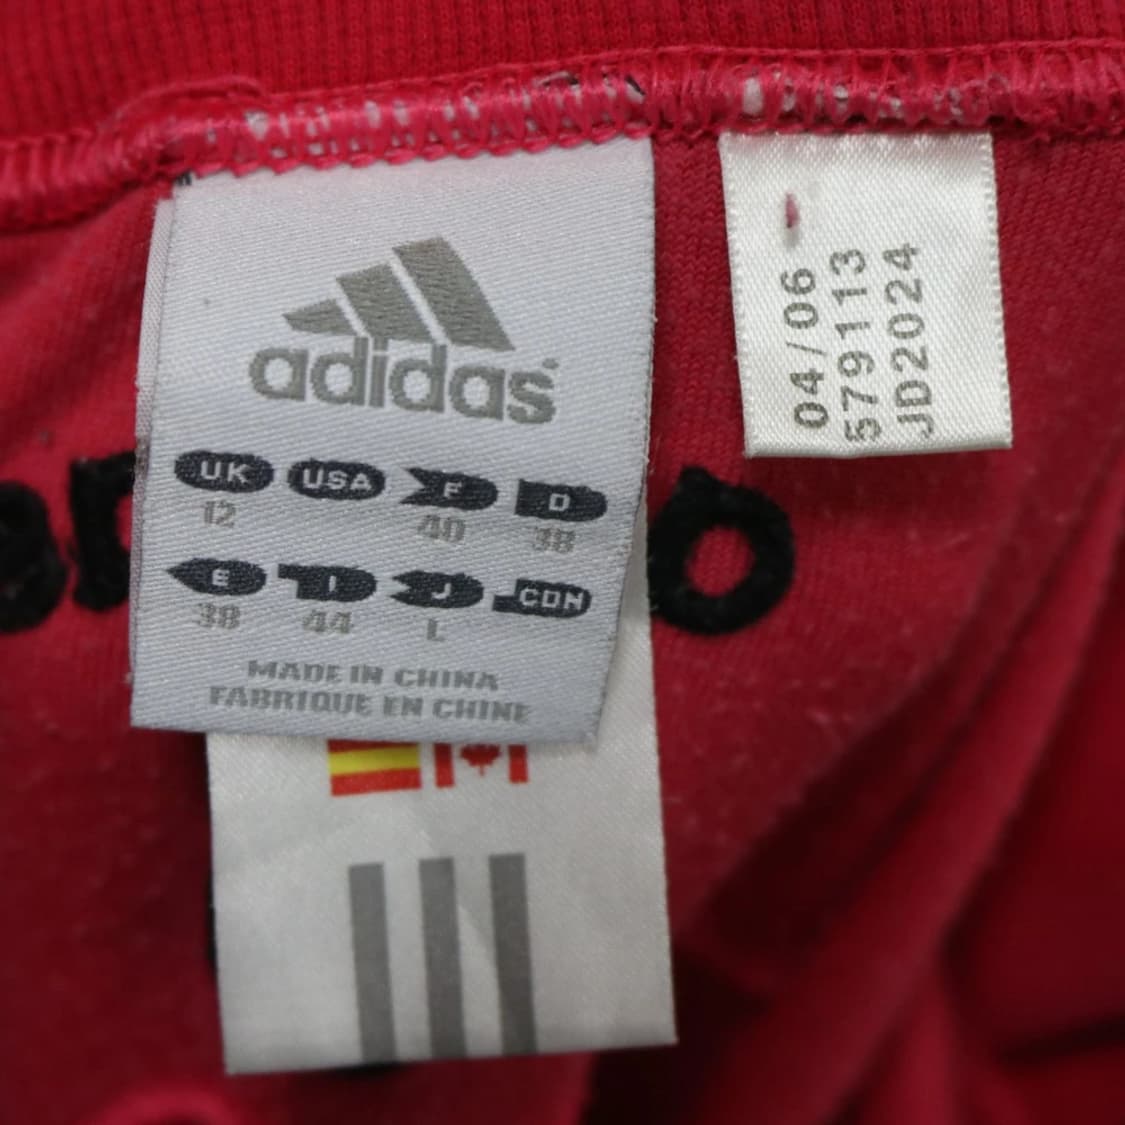 adidas
UK USA F D
12 40 38
E I J CDN
38 44 L
MADE IN CHINA
FABRIQUE EN CHINE
04/06
579113
JD2024